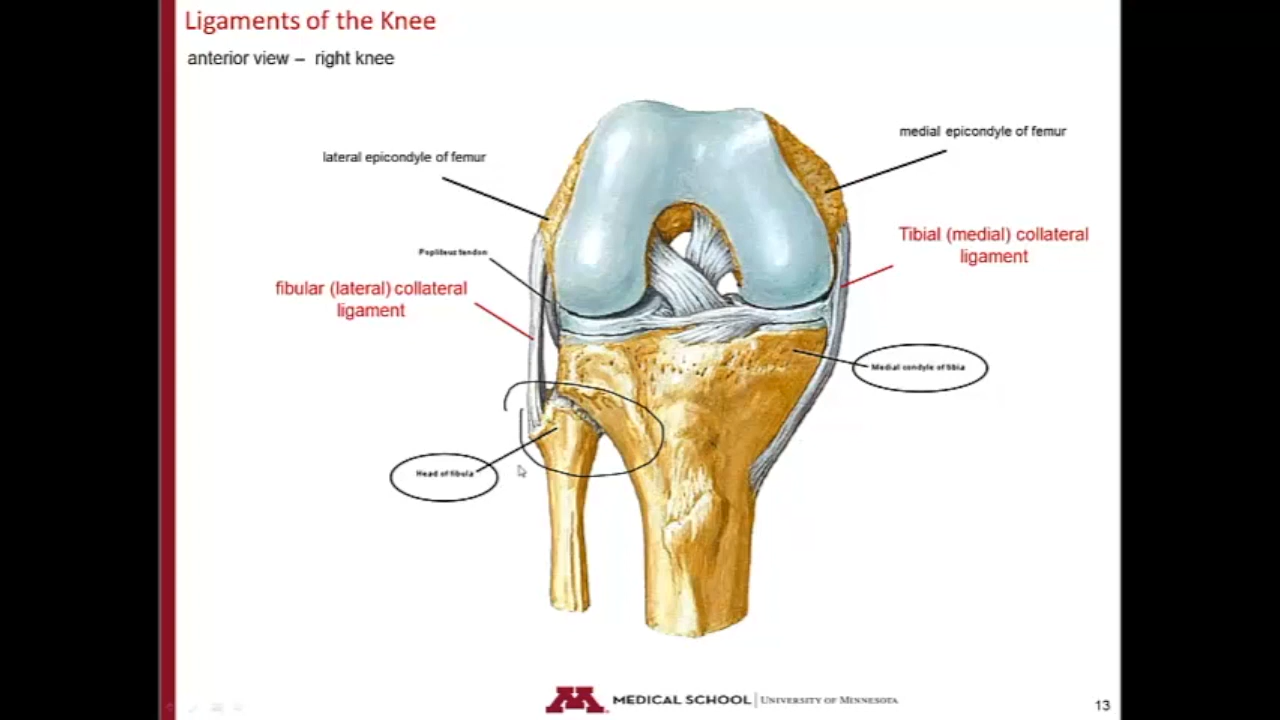 Ligaments of the Knee
anterior view – right knee
medial epicondyle of femur
lateral epicondyle of femur
Tibial (medial) collateral
ligament
Popliteus tendon
fibular (lateral) collateral
ligament
Medial condyle of tibia
Head of fibula
MEDICAL SCHOOL | UNIVERSITY OF MINNESOTA
13